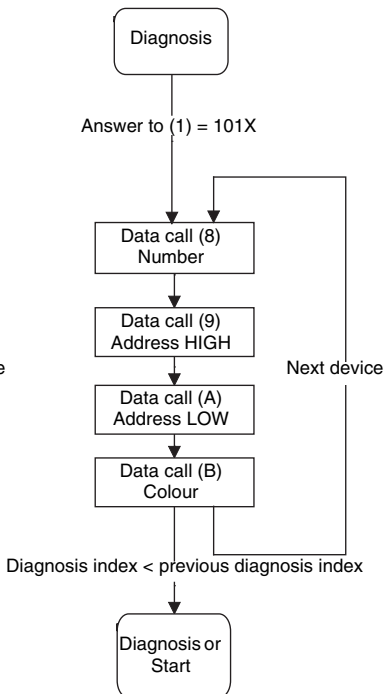 Diagnosis
Answer to (1) = 101X
Data call (8)
Number
Data call (9)
Address HIGH
e
Next device
Data call (A)
Address LOW
Data call (B)
Colour
Diagnosis index < previous diagnosis index
Diagnosis or
Start